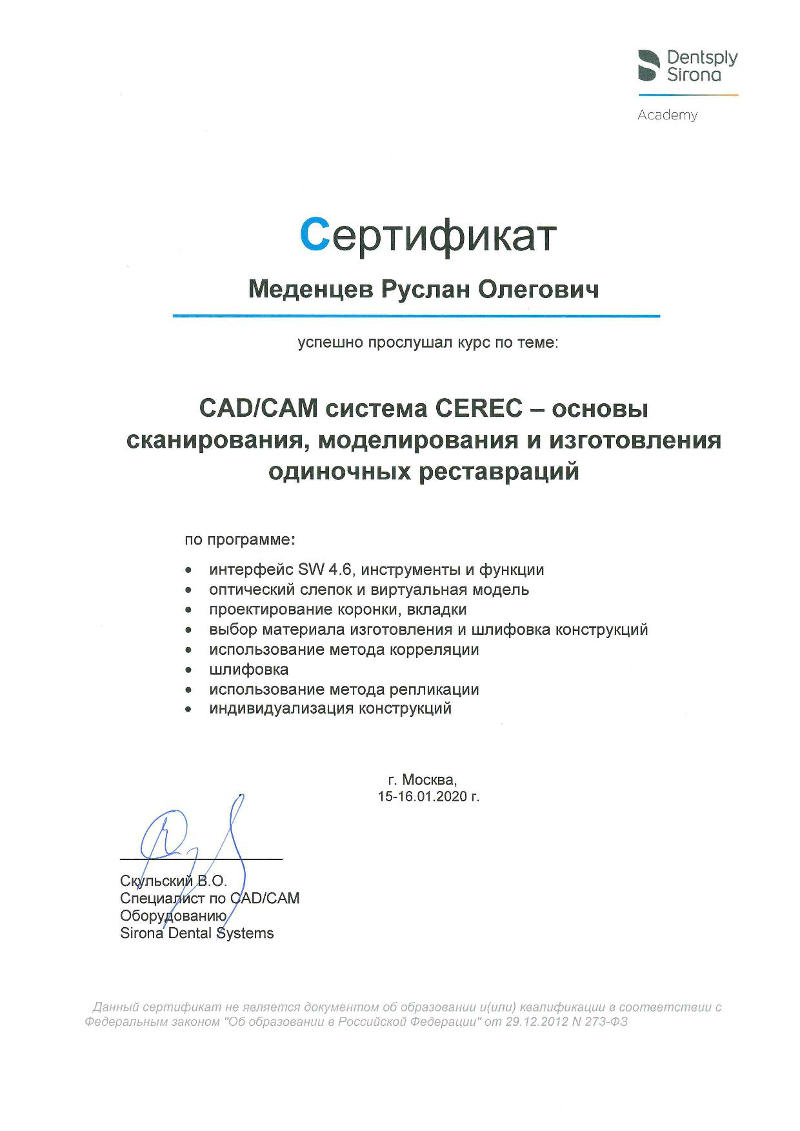 Dentsply
Sirona
Academy
Сертификат
Меденцев Руслан Олегович
успешно прослушал курс по теме:
CAD/CAM система CEREC – основы
сканирования, моделирования и изготовления
одиночных реставраций
по программе:
• интерфейс SW 4.6, инструменты и функции
• оптический слепок и виртуальная модель
• проектирование коронки, вкладки
• выбор материала изготовления и шлифовка конструкций
• использование метода корреляции
• шлифовка
• использование метода репликации
• индивидуализация конструкций
г. Москва,
15-16.01.2020 г.
Скульский В.О.
Специалист по CAD/CAM
Оборудованию
Sirona Dental Systems
Данный сертификат не является документом об образовании и(или) квалификации в соответствии с
Федеральным законом "Об образовании в Российской Федерации" от 29.12.2012 N 273-ФЗ